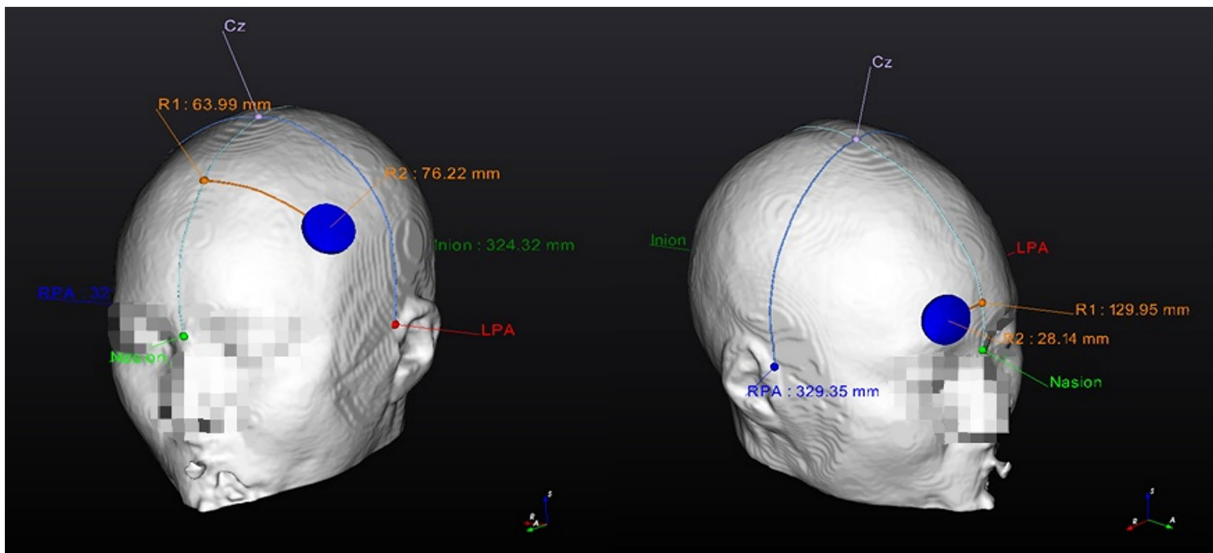 Cz
R1 : 63.99 mm
R2 : 76.22 mm
Inion : 324.32 mm
RPA : 32
LPA
Nasion
S
R
A
Cz
Inion
LPA
R1 : 129.95 mm
R2 : 28.14 mm
Nasion
RPA : 329.35 mm
S
R
A